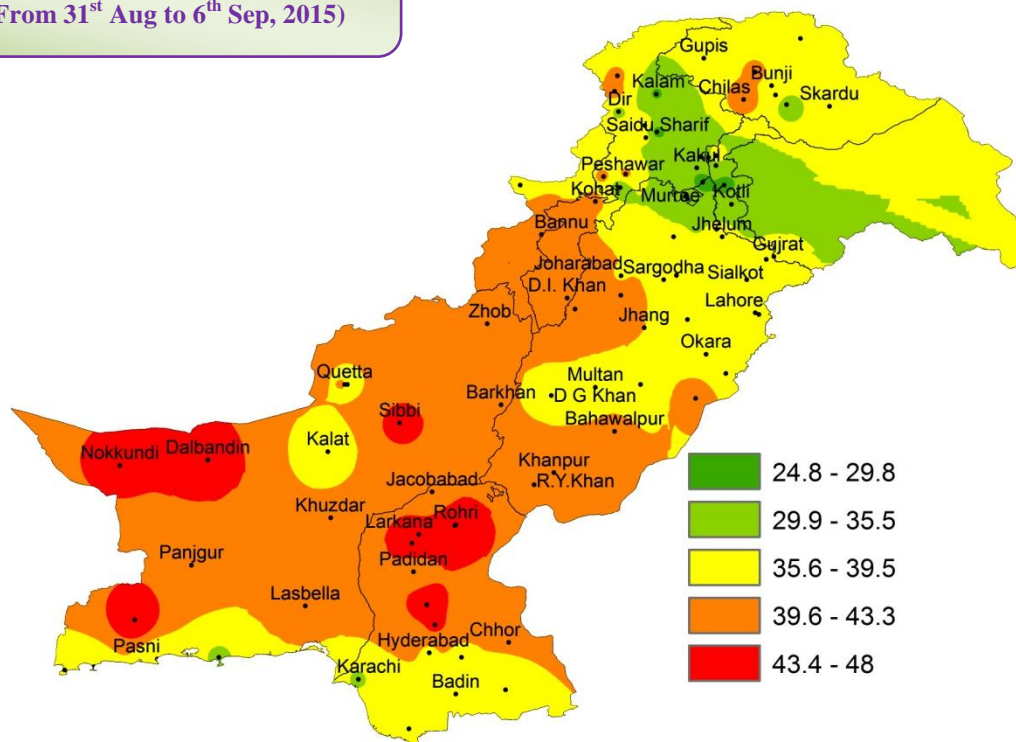 From 31st Aug to 6th Sep, 2015)
Gupis
Bunji
Kalam
Chilas
Skardu
Dir
Saidu Sharif
Kakul
Peshawar
Kohat
Murree
Kotli
Bannu
Jhelum
Gujrat
Joharabad
Sargodha
Sialkot
D.I. Khan
Lahore
Zhob
Jhang
Okara
Quetta
Multan
Barkhan
D G Khan
Sibbi
Bahawalpur
Kalat
Nokkundi
Dalbandin
Khanpur
Jacobabad
R.Y.Khan
Khuzdar
Larkana
Rohri
Panjgur
Padidan
Lasbella
Pasni
Hyderabad
Chhor
Karachi
Badin
24.8 - 29.8
29.9 - 35.5
35.6 - 39.5
39.6 - 43.3
43.4 - 48